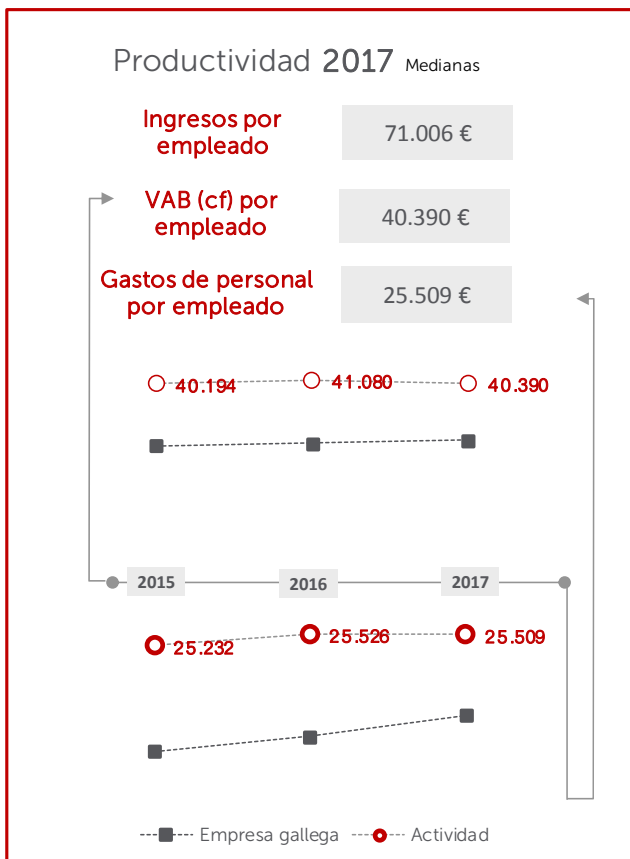 Productividad 2017 Medianas
Ingresos por
empleado
71.006 €
VAB (cf) por
empleado
40.390 €
Gastos de personal
por empleado
25.509 €
40.194
41.080
40.390
2015
2016
2017
25.232
25.526
25.509
Empresa gallega
Actividad